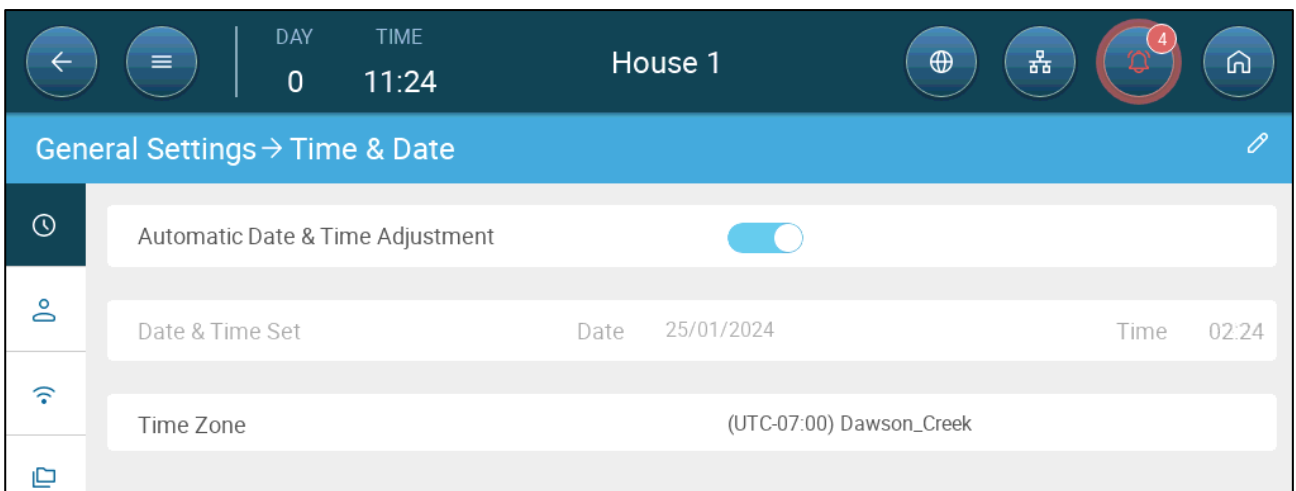 DAY TIME
0 11:24
House 1
4
General Settings → Time & Date
Automatic Date & Time Adjustment
Date & Time Set Date 25/01/2024 Time 02:24
Time Zone (UTC-07:00) Dawson_Creek